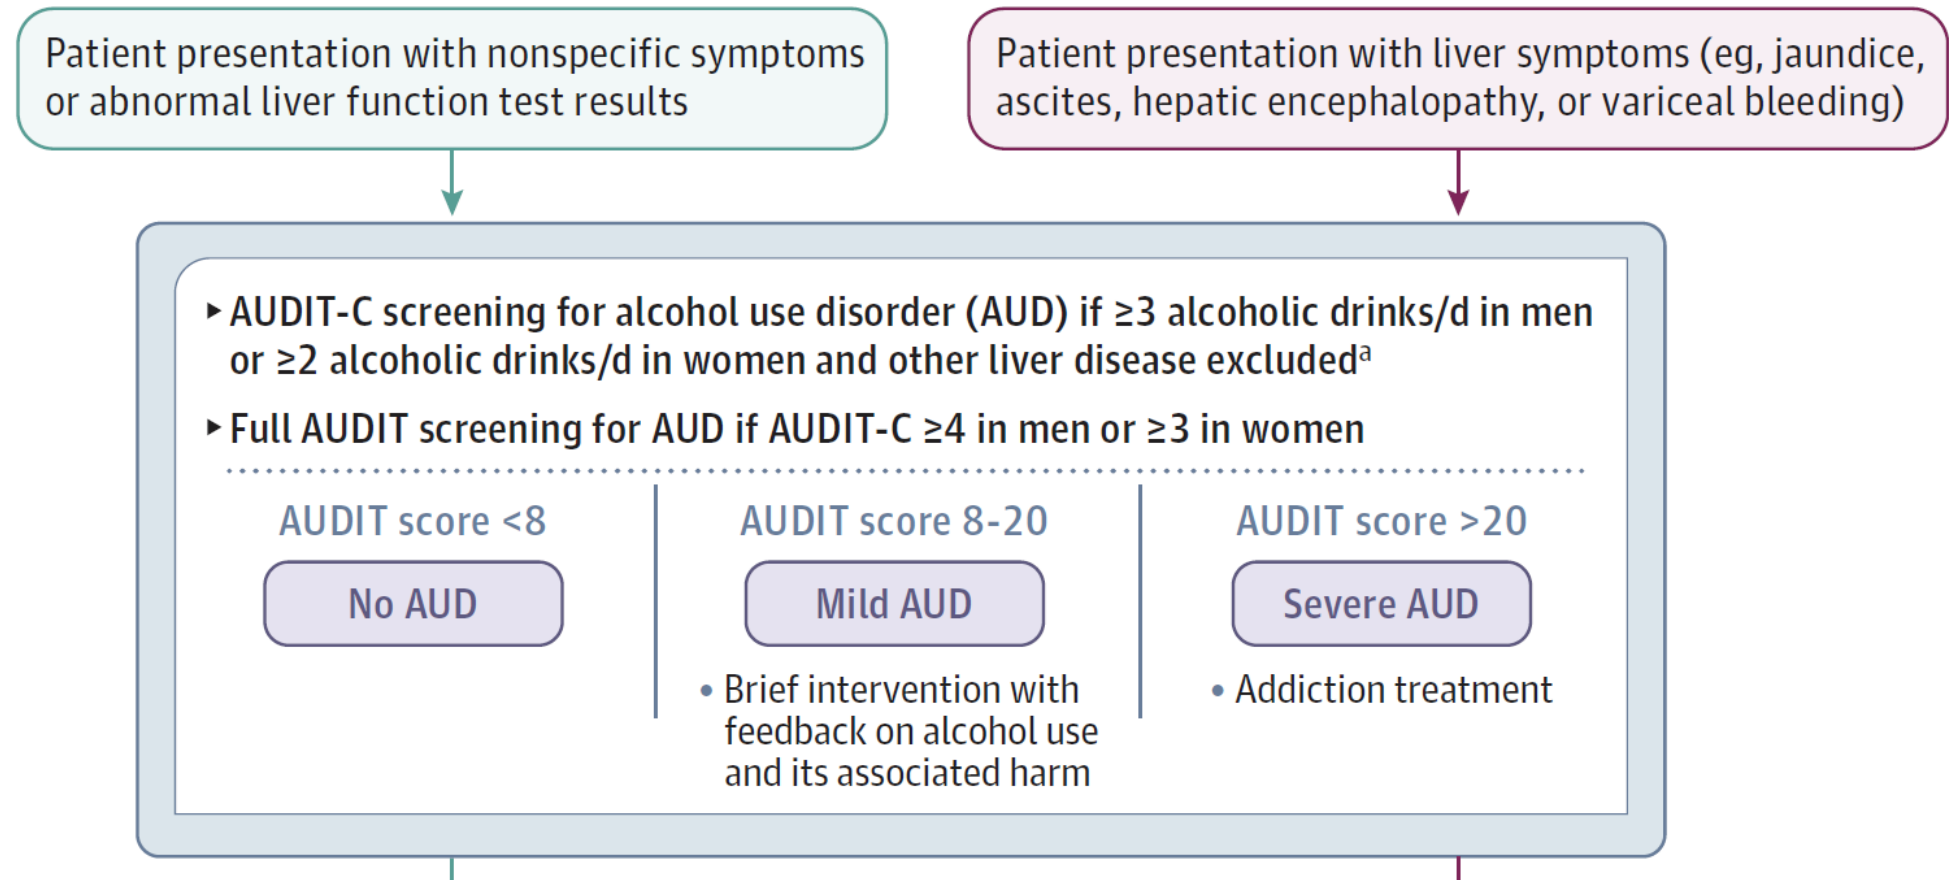 Patient presentation with nonspecific symptoms
or abnormal liver function test results
Patient presentation with liver symptoms (eg, jaundice,
ascites, hepatic encephalopathy, or variceal bleeding)
▸ AUDIT-C screening for alcohol use disorder (AUD) if ≥3 alcoholic drinks/d in men
or ≥2 alcoholic drinks/d in women and other liver disease excludedᵃ
▸ Full AUDIT screening for AUD if AUDIT-C ≥4 in men or ≥3 in women
AUDIT score <8
No AUD
AUDIT score 8-20
Mild AUD
• Brief intervention with
feedback on alcohol use
and its associated harm
AUDIT score >20
Severe AUD
• Addiction treatment